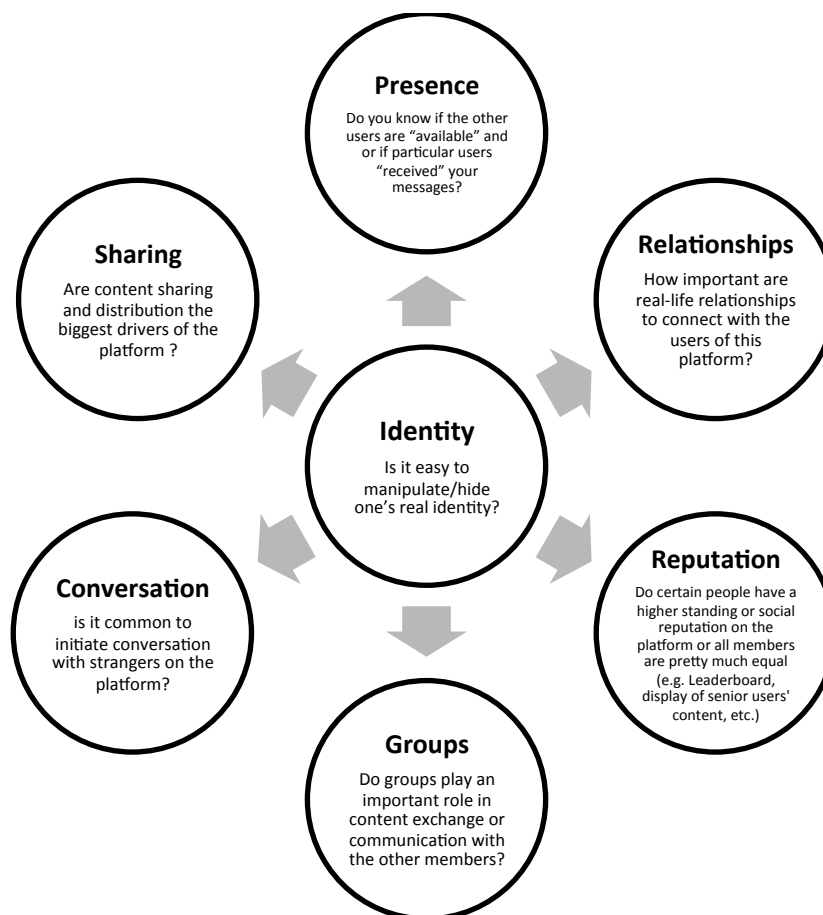 Presence
Do you know if the other
users are “available” and
or if particular users
“received” your
messages?
Sharing
Are content sharing
and distribution the
biggest drivers of the
platform ?
Relationships
How important are
real-life relationships
to connect with the
users of this
platform?
Identity
Is it easy to
manipulate/hide
one’s real identity?
Conversation
is it common to
initiate conversation
with strangers on the
platform?
Reputation
Do certain people have a
higher standing or social
reputation on the
platform or all members
are pretty much equal
(e.g. Leaderboard,
display of senior users'
content, etc.)
Groups
Do groups play an
important role in
content exchange or
communication with
the other members?